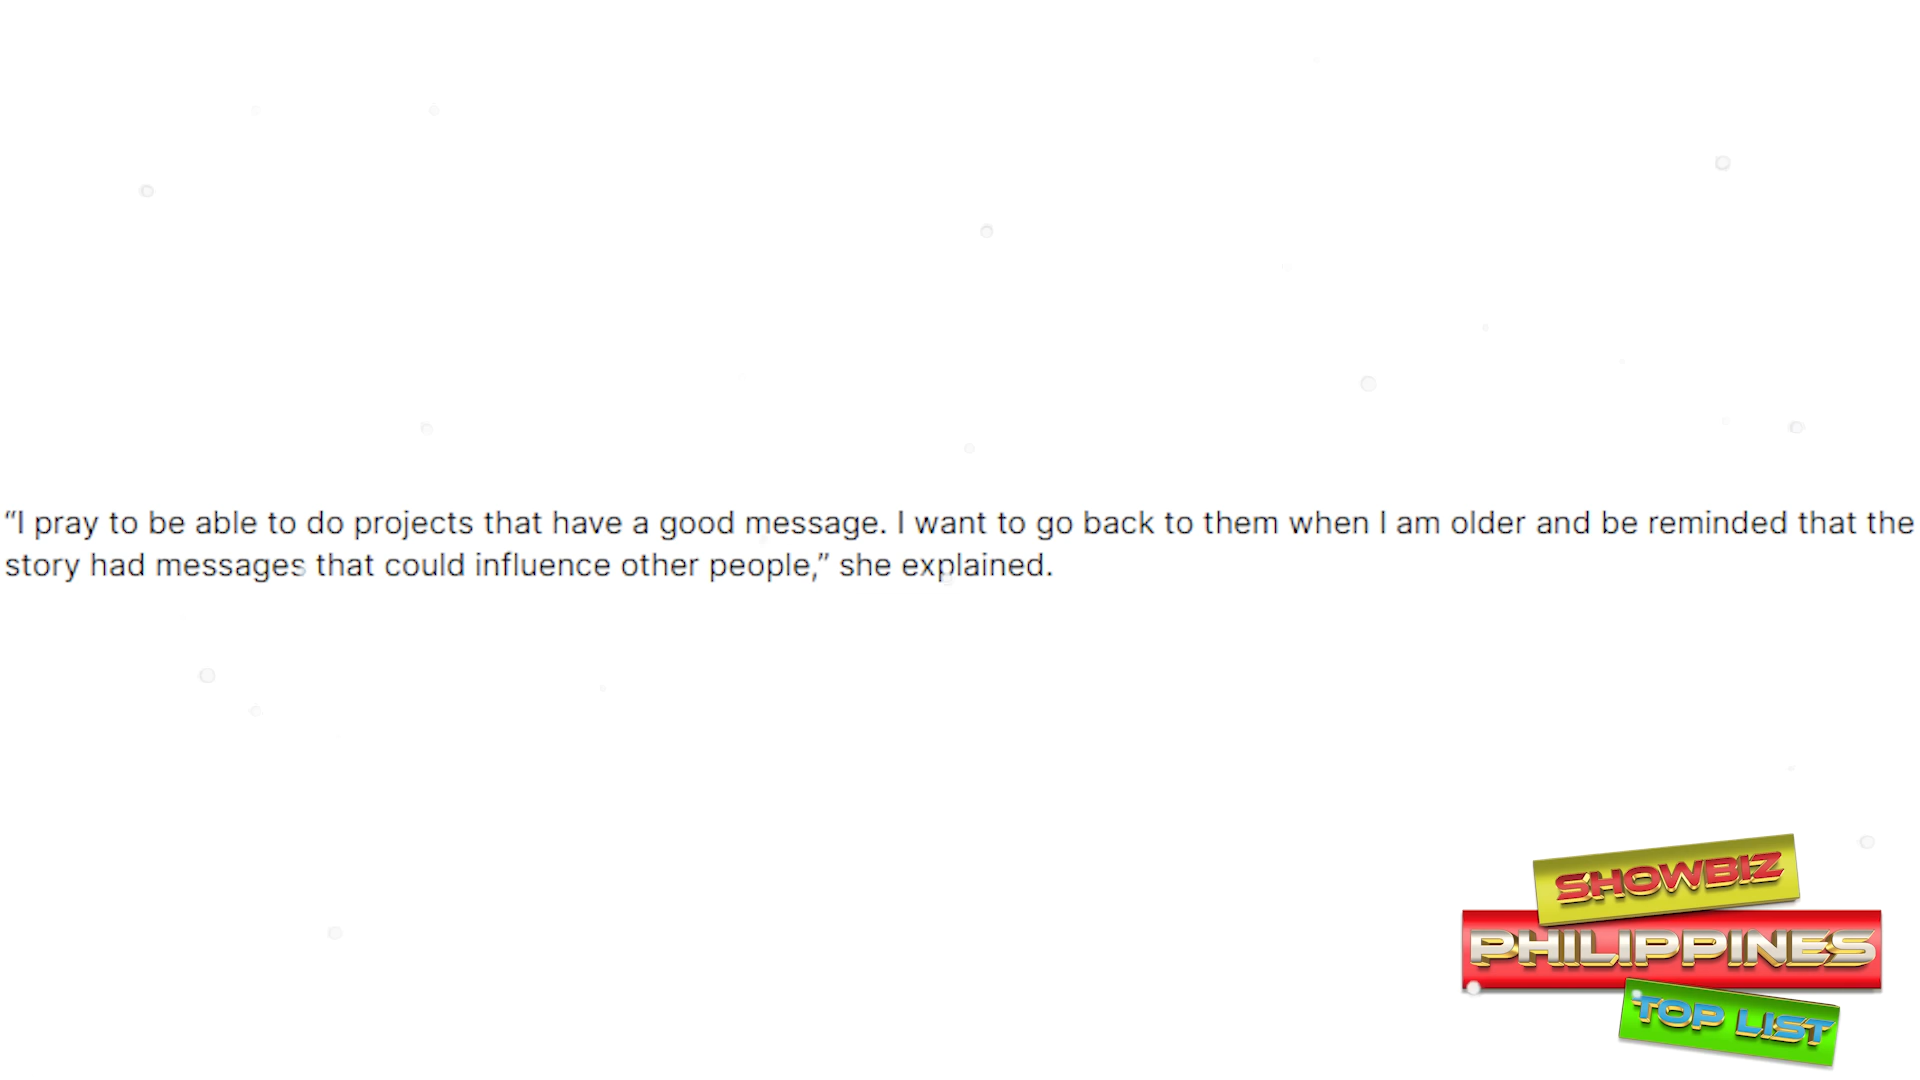 “I pray to be able to do projects that have a good message. I want to go back to them when I am older and be reminded that the
story had messages that could influence other people,” she explained.
SHOWBIZ
PHILIPPINES
TOP LIST